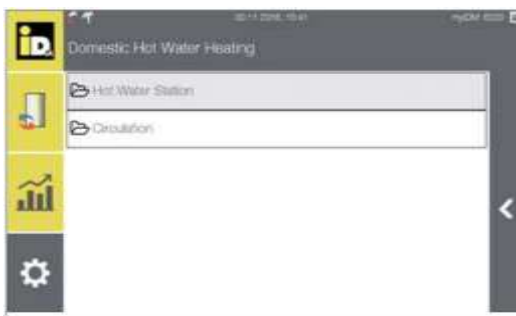 iD.
Domestic Hot Water Heating
Hot Water Station
Circulation